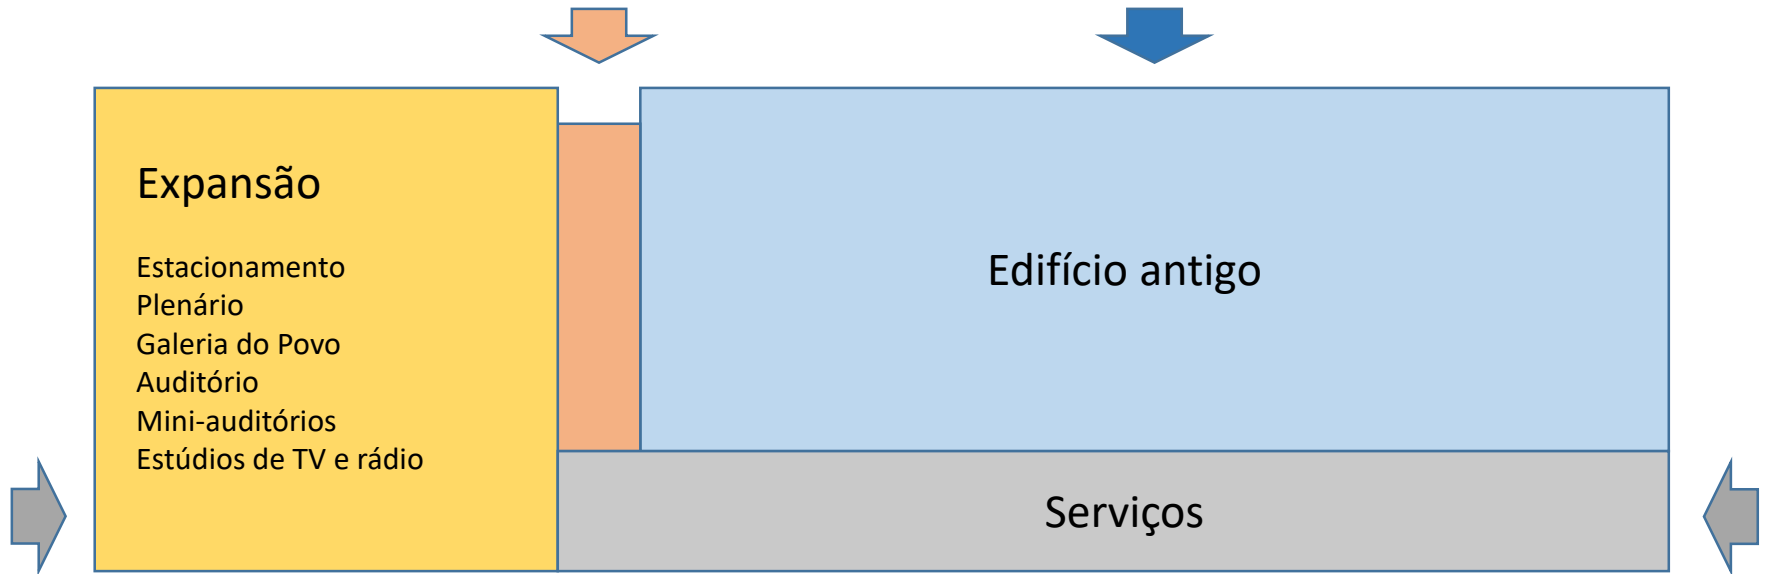 Expansão
Estacionamento
Plenário
Galeria do Povo
Auditório
Mini-auditórios
Estúdios de TV e rádio
Edifício antigo
Serviços